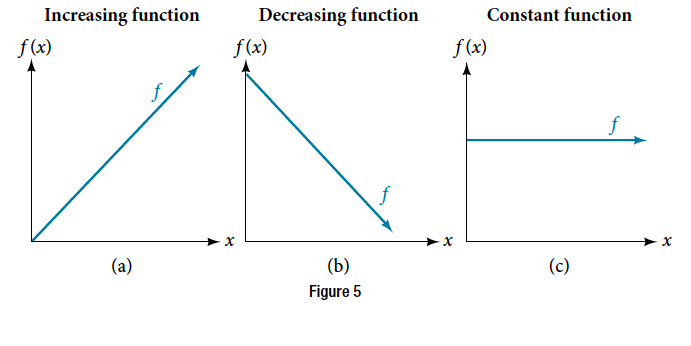 Increasing function
Decreasing function
Constant function
f(x)
f(x)
f(x)
f
f
f
x
x
x
(a)
(b)
(c)
Figure 5